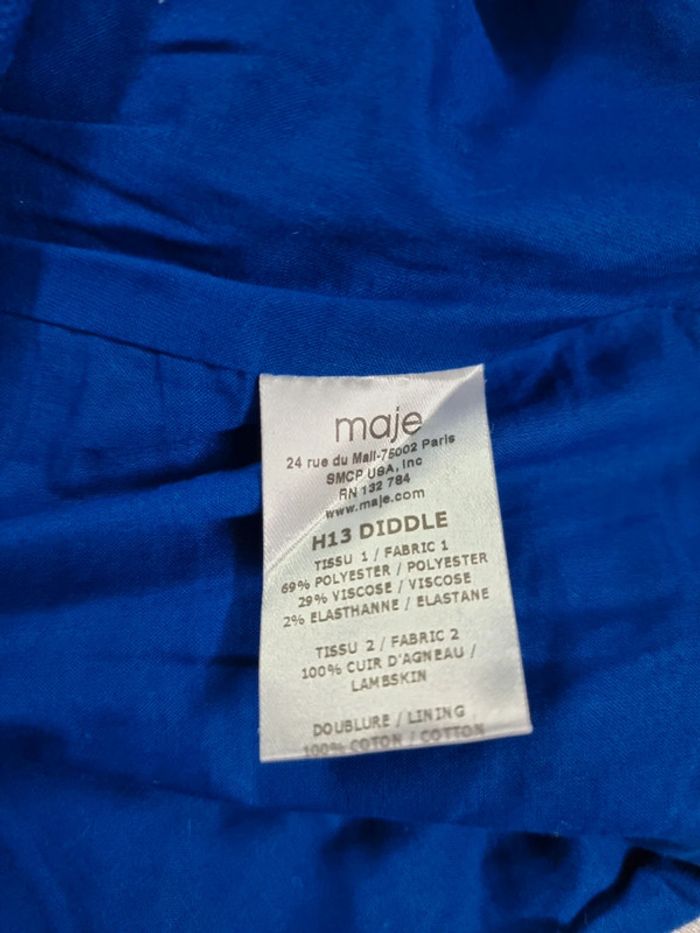 maje
24 rue du Mail-75002 Paris
SMCP USA, Inc
RN 132 784
www.maje.com
H13 DIDDLE
TISSU 1 / FABRIC 1
69% POLYESTER / POLYESTER
29% VISCOSE / VISCOSE
2% ELASTHANNE / ELASTANE
TISSU 2 / FABRIC 2
100% CUIR D'AGNEAU /
LAMBSKIN
DOUBLURE / LINING
100% COTON / COTTON